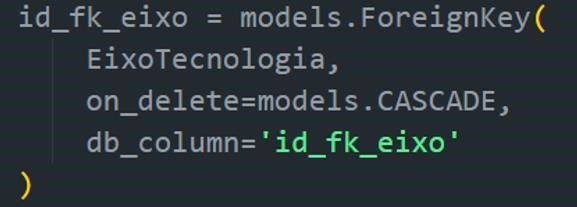 id_fk_eixo = models.ForeignKey(
    EixoTecnologia,
    on_delete=models.CASCADE,
    db_column='id_fk_eixo'
)